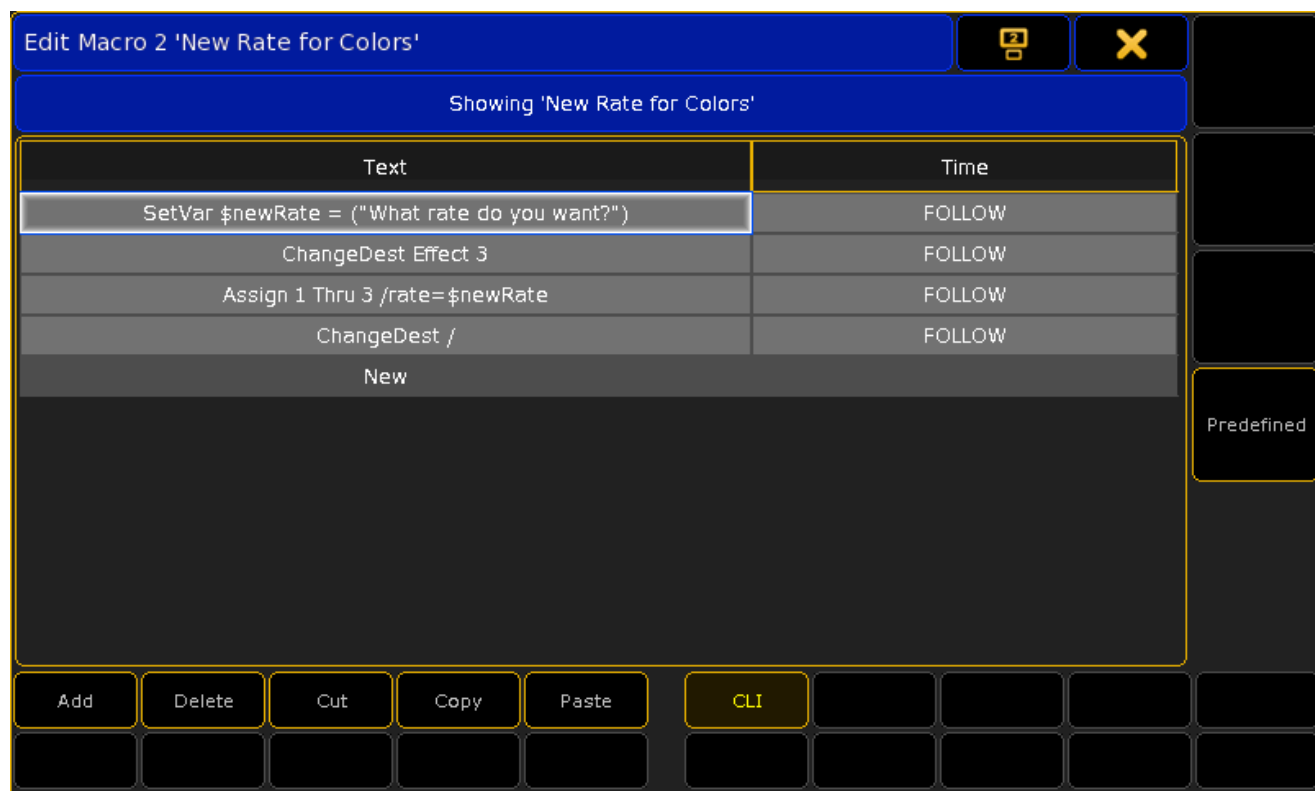 Edit Macro 2 'New Rate for Colors'
2
Showing 'New Rate for Colors'
Text Time
SetVar $newRate = ("What rate do you want?") FOLLOW
ChangeDest Effect 3 FOLLOW
Assign 1 Thru 3 /rate=$newRate FOLLOW
ChangeDest / FOLLOW
New
Predefined
Add Delete Cut Copy Paste CLI